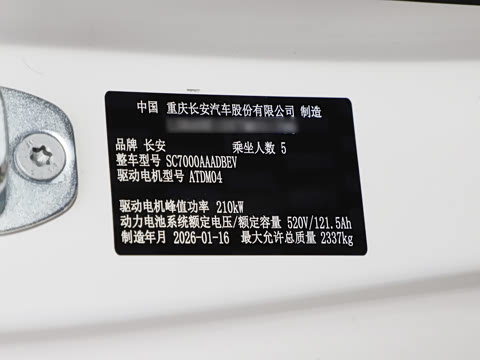 中国 重庆长安汽车股份有限公司 制造
品牌 长安 乘坐人数 5
整车型号 SC7000AAADBEV
驱动电机型号 ATDM04
驱动电机峰值功率 210kW
动力电池系统额定电压/额定容量 520V/121.5Ah
制造年月 2026-01-16 最大允许总质量 2337kg